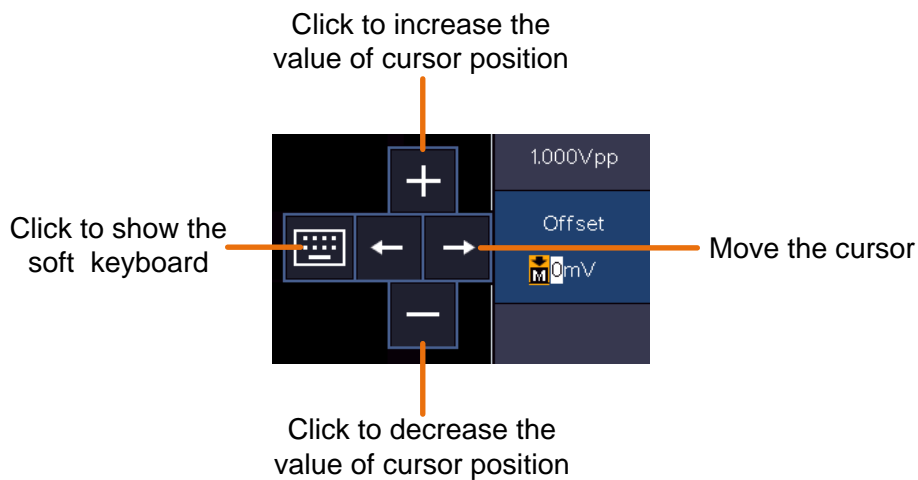 Click to increase the
value of cursor position
1.000Vpp
Offset
M 0mV
Click to show the
soft keyboard
Move the cursor
Click to decrease the
value of cursor position